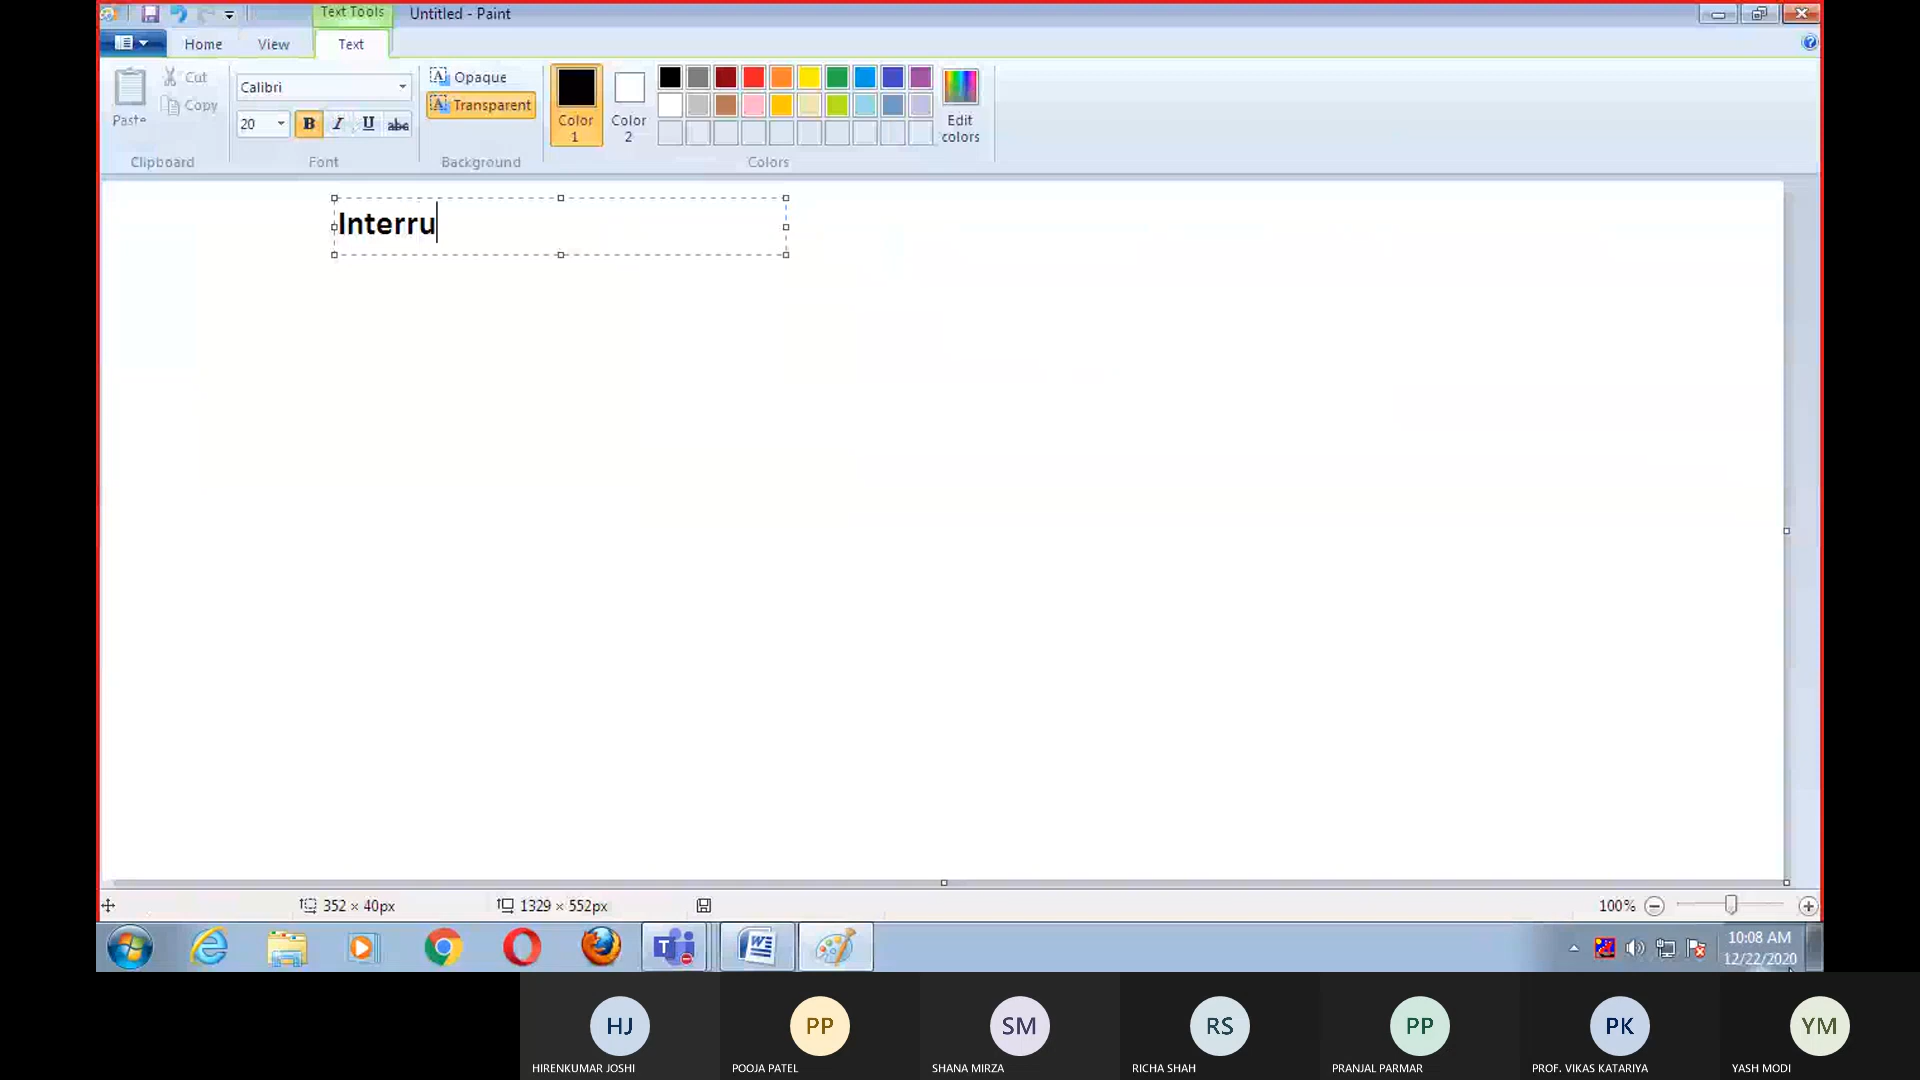 Text Tools
Untitled - Paint
Home
View
Text
Paste
Cut
Copy
Clipboard
Calibri
20
B
I
U
abc
Font
Opaque
Transparent
Background
Color
1
Color
2
Edit
colors
Colors
Interru
352 × 40px
1329 × 552px
100%
10:08 AM
12/22/2020
HJ
HIRENKUMAR JOSHI
PP
POOJA PATEL
SM
SHANA MIRZA
RS
RICHA SHAH
PP
PRANJAL PARMAR
PK
PROF. VIKAS KATARIYA
YM
YASH MODI